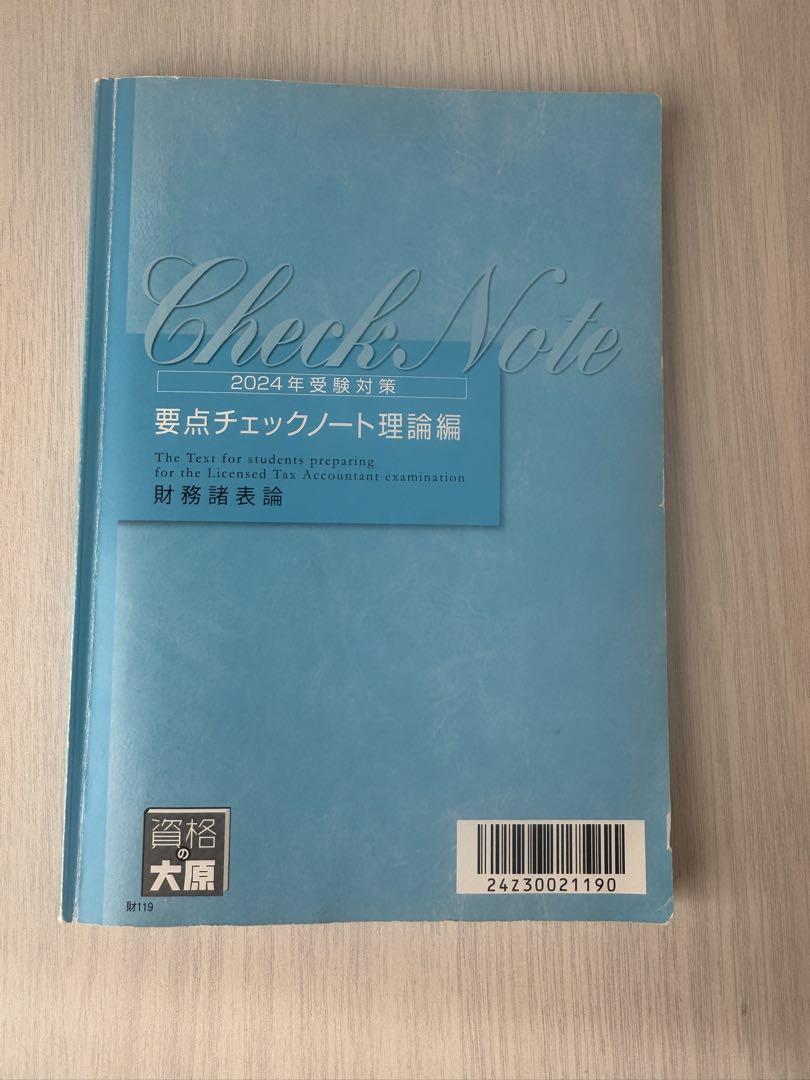 Check Note
2024年受験対策
要点チェックノート理論編
The Text for students preparing
for the Licensed Tax Accountant examination
財務諸表論
資格
の
大原
財119
24Z30021190